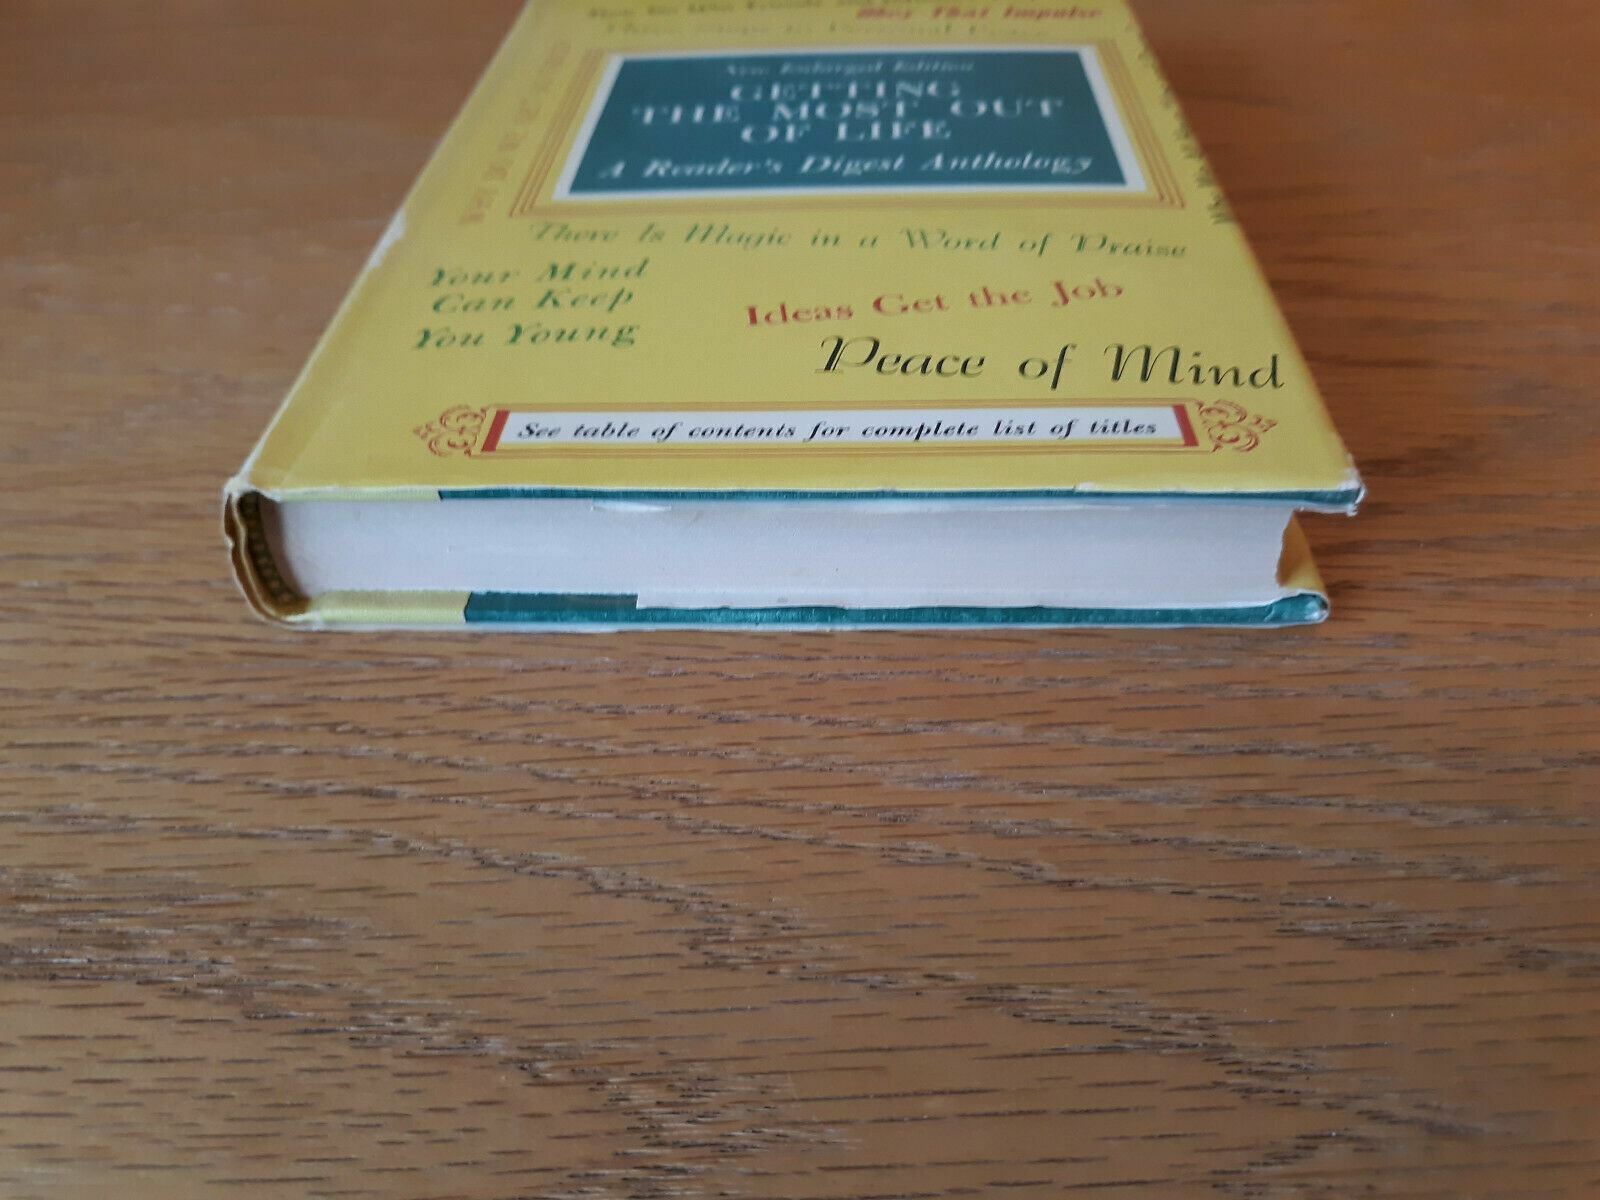 Obey That Impulse
New Enlarged Edition
GETTING
THE MOST OUT
OF LIFE
A Reader's Digest Anthology
There Is Magic in a Word of Praise
Your Mind
Can Keep
You Young
Ideas Get the Job
Peace of Mind
See table of contents for complete list of titles